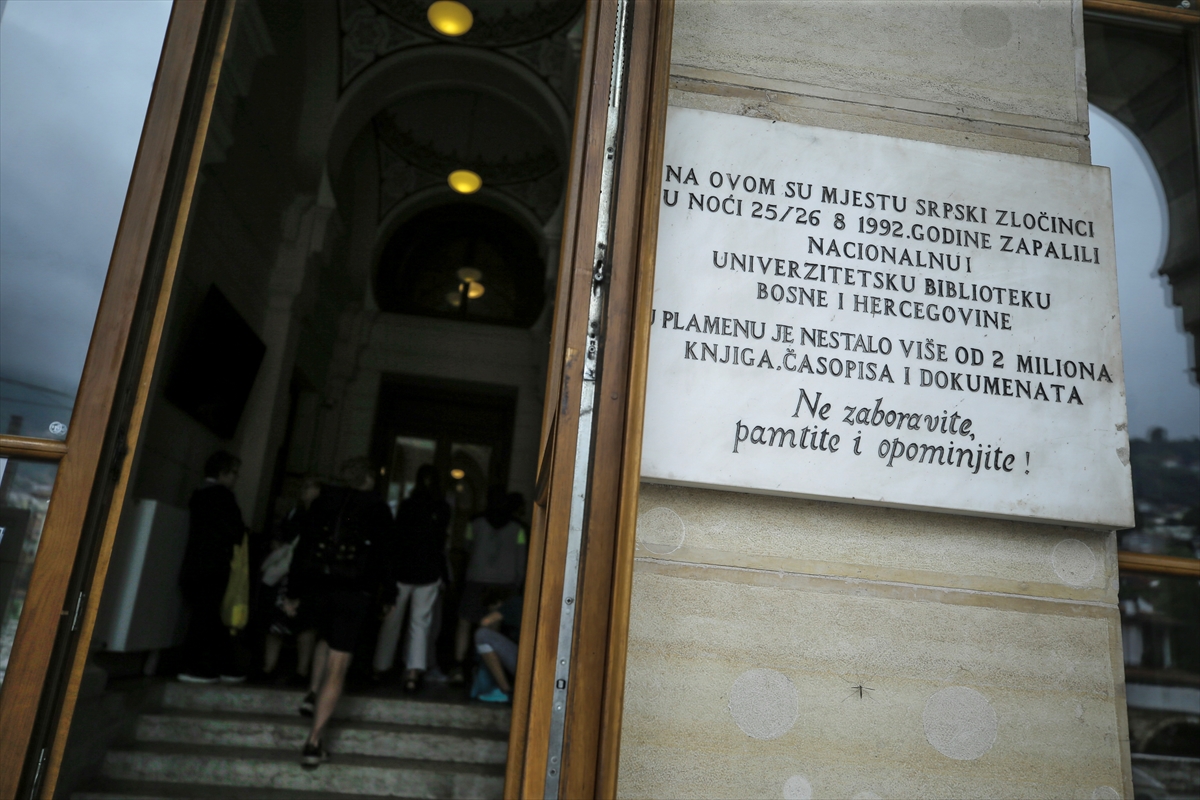 NA OVOM SU MJESTU SRPSKI ZLOČINCI
U NOĆI 25/26 8 1992.GODINE ZAPALILI
NACIONALNU I
UNIVERZITETSKU BIBLIOTEKU
BOSNE I HERCEGOVINE
U PLAMENU JE NESTALO VIŠE OD 2 MILIONA
KNJIGA.ČASOPISA I DOKUMENATA
Ne zaboravite,
pamtite i opominjite !